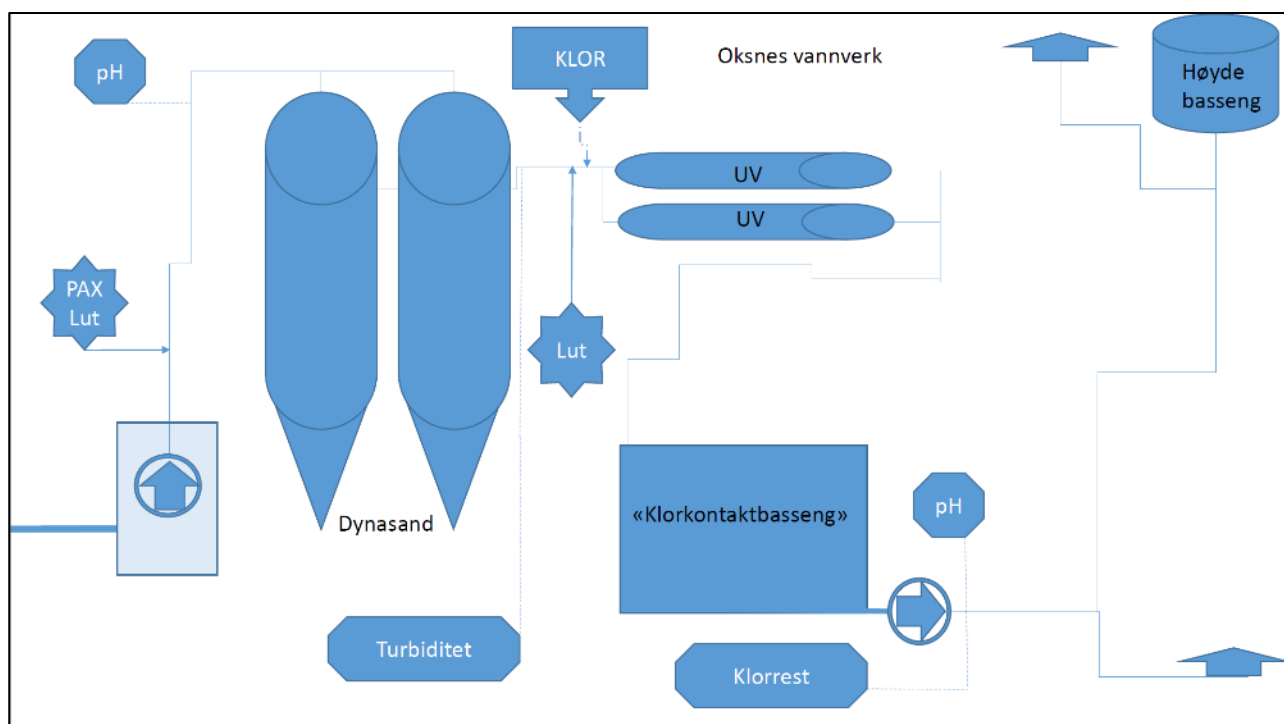 pH
KLOR
Oksnes vannverk
Høyde
basseng
UV
UV
PAX
Lut
Lut
Dynasand
«Klorkontaktbasseng»
pH
Turbiditet
Klorrest